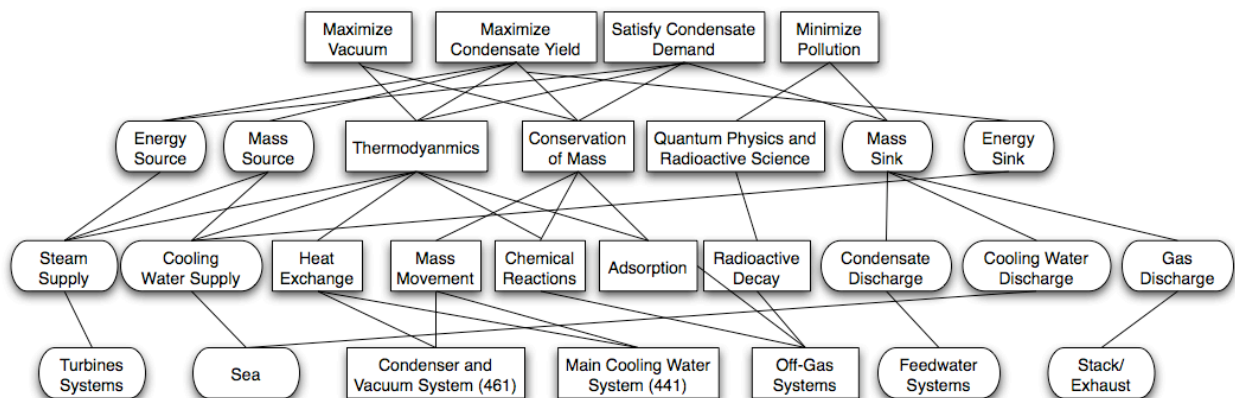 Maximize
Vacuum
Maximize
Condensate Yield
Satisfy Condensate
Demand
Minimize
Pollution
Energy
Source
Mass
Source
Thermodyanmics
Conservation
of Mass
Quantum Physics and
Radioactive Science
Mass
Sink
Energy
Sink
Steam
Supply
Cooling
Water Supply
Heat
Exchange
Mass
Movement
Chemical
Reactions
Adsorption
Radioactive
Decay
Condensate
Discharge
Cooling Water
Discharge
Gas
Discharge
Turbines
Systems
Sea
Condenser and
Vacuum System (461)
Main Cooling Water
System (441)
Off-Gas
Systems
Feedwater
Systems
Stack/
Exhaust